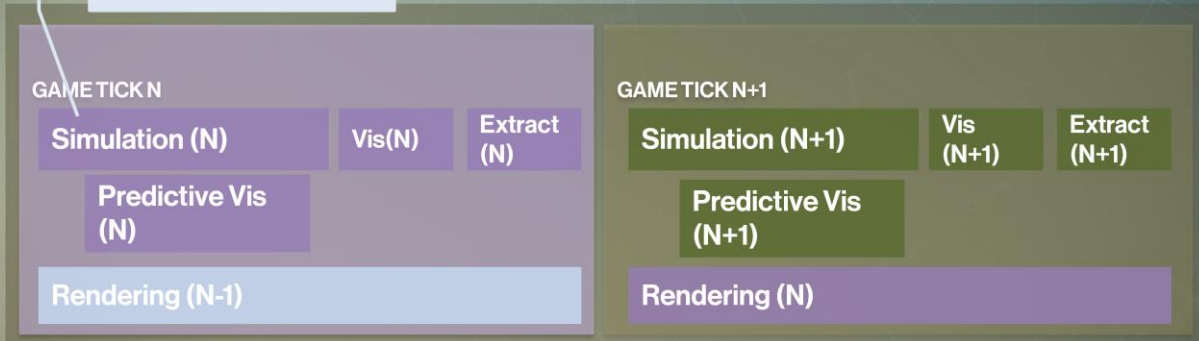 GAME TICK N
Simulation (N)
Vis(N)
Extract
(N)
Predictive Vis
(N)
Rendering (N-1)
GAME TICK N+1
Simulation (N+1)
Vis
(N+1)
Extract
(N+1)
Predictive Vis
(N+1)
Rendering (N)